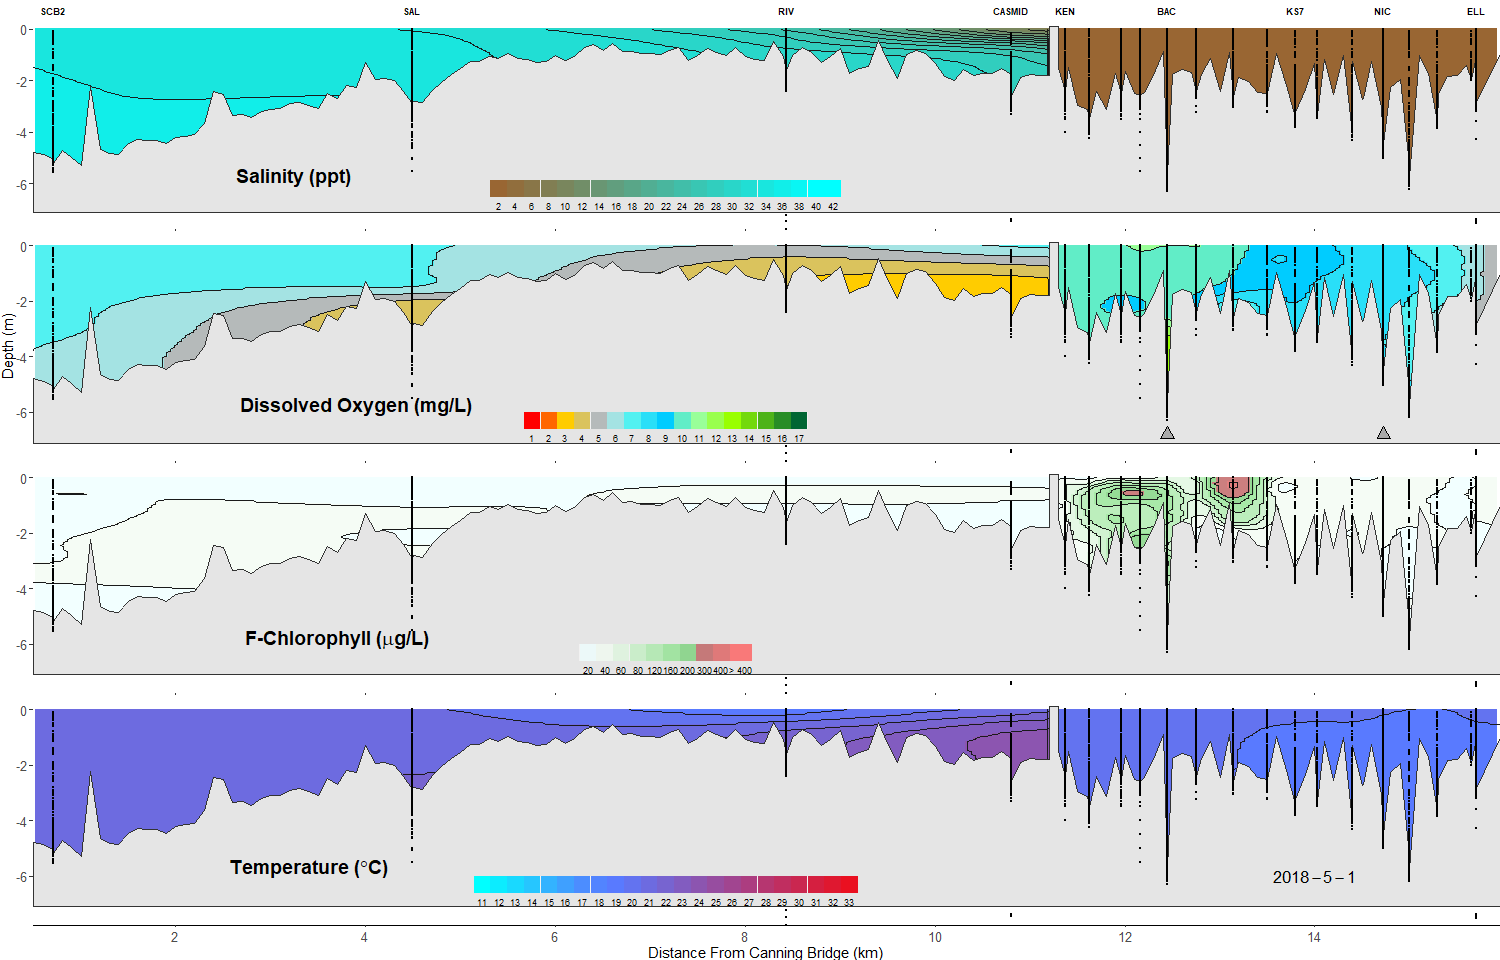 SCB2 SAL RIV CASMID KEN BAC KS7 NIC ELL
0
-2
-4
-6
Salinity (ppt)
2 4 6 8 10 12 14 16 18 20 22 24 26 28 30 32 34 36 38 40 42
0
-2
-4
-6
Depth (m)
Dissolved Oxygen (mg/L)
1 2 3 4 5 6 7 8 9 10 11 12 13 14 15 16 17
0
-2
-4
-6
F-Chlorophyll (µg/L)
20 40 60 80 120 160 200 300 400 > 400
0
-2
-4
-6
Temperature (°C)
2018-5-1
11 12 13 14 15 16 17 18 19 20 21 22 23 24 25 26 27 28 29 30 31 32 33
2 4 6 8 10 12 14
Distance From Canning Bridge (km)